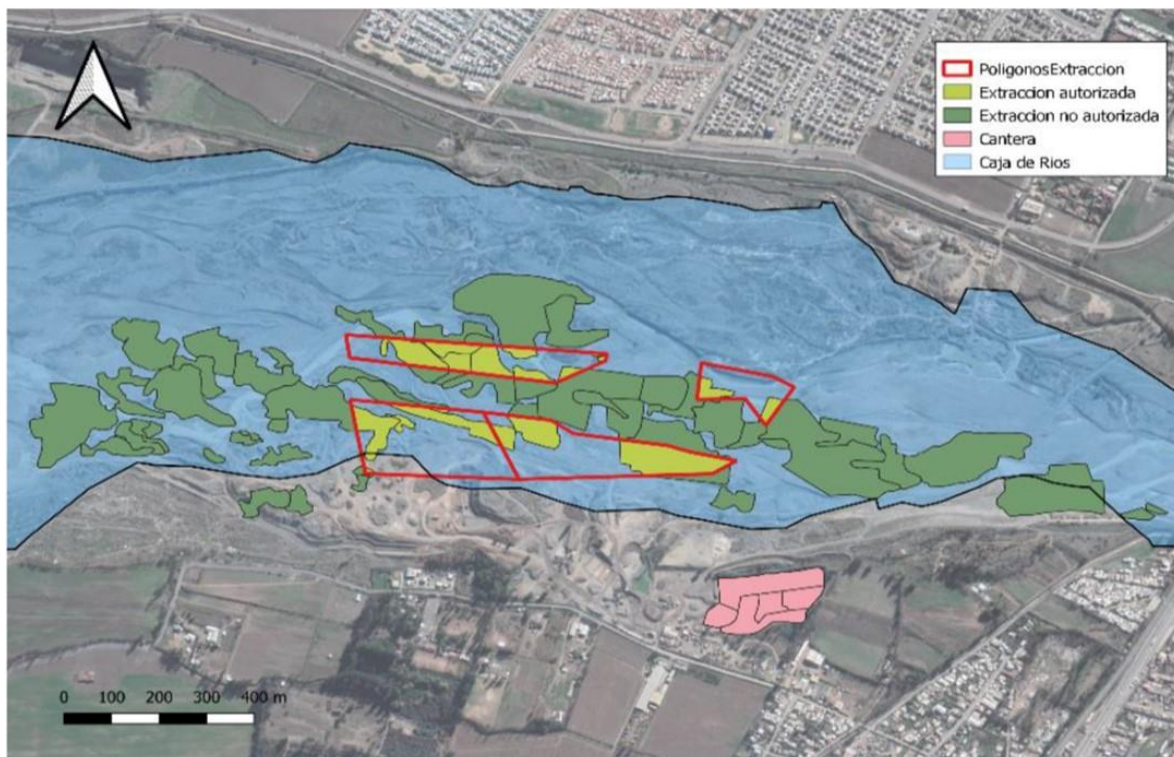 PoligonosExtraccion
Extraccion autorizada
Extraccion no autorizada
Cantera
Caja de Rios
0 100 200 300 400 m